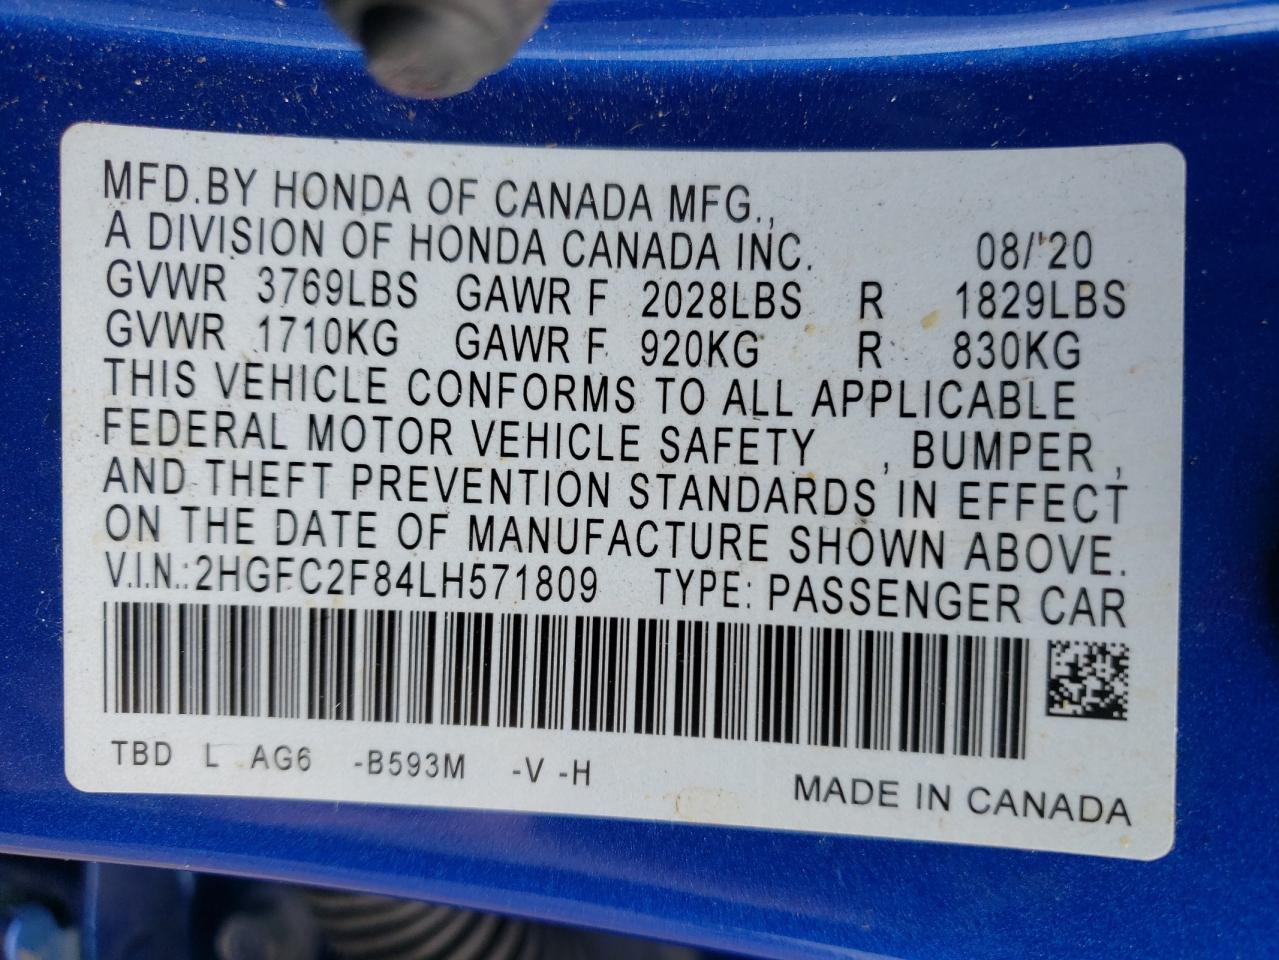 MFD.BY HONDA OF CANADA MFG.,
A DIVISION OF HONDA CANADA INC. 08/'20
GVWR 3769LBS GAWR F 2028LBS R 1829LBS
GVWR 1710KG GAWR F 920KG R 830KG
THIS VEHICLE CONFORMS TO ALL APPLICABLE
FEDERAL MOTOR VEHICLE SAFETY , BUMPER ,
AND THEFT PREVENTION STANDARDS IN EFFECT
ON THE DATE OF MANUFACTURE SHOWN ABOVE.
V.I.N.:2HGFC2F84LH571809 TYPE: PASSENGER CAR
TBD L AG6 -B593M -V -H
MADE IN CANADA